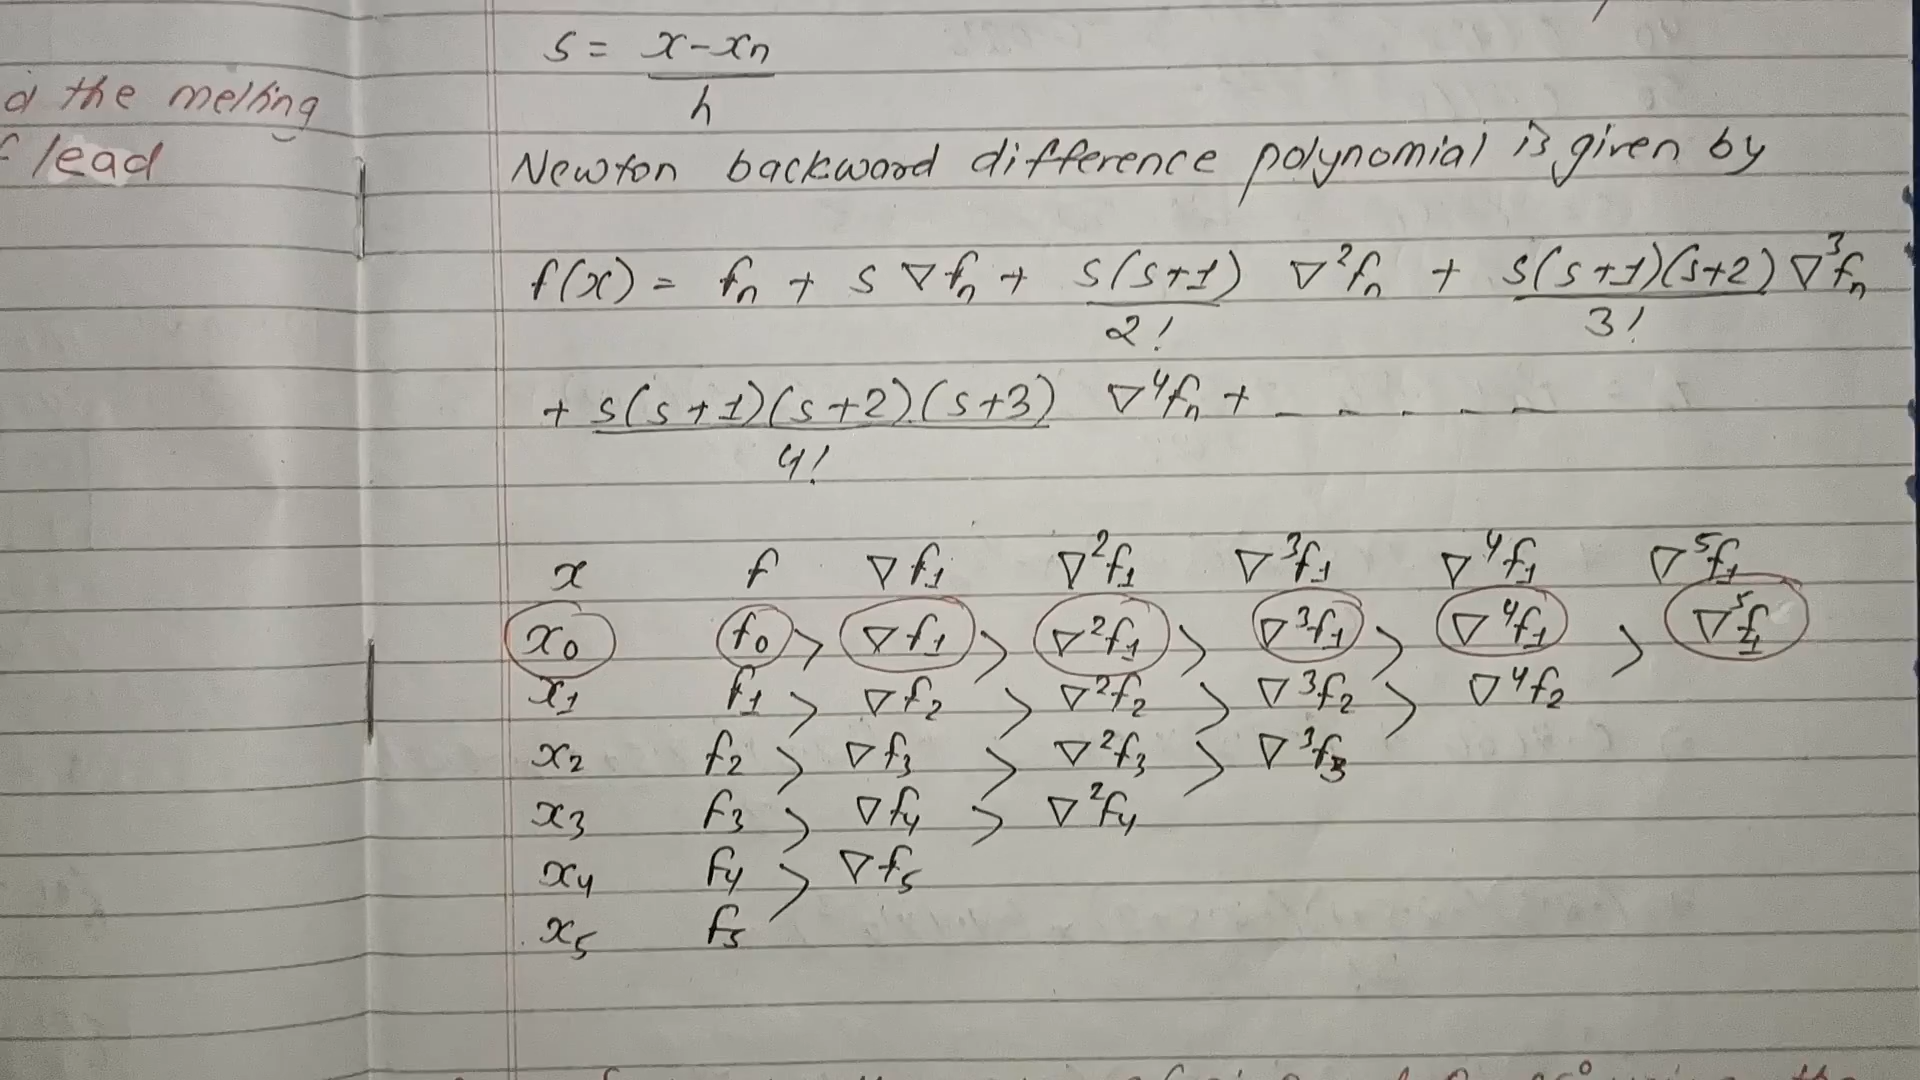 s = x-xn / h
d the melting
lead
Newton backward difference polynomial is given by
f(x) = fn + s ∇fn + s(s+1)/2! ∇²fn + s(s+1)(s+2)/3! ∇³fn
+ s(s+1)(s+2)(s+3)/4! ∇⁴fn + - - - - - -
x f ∇f1 ∇²f1 ∇³f1 ∇⁴f1 ∇⁵f1
x0 f0 > ∇f1 > ∇²f1 > ∇³f1 > ∇⁴f1 > ∇⁵f1
x1 f1 > ∇f2 > ∇²f2 > ∇³f2 > ∇⁴f2
x2 f2 > ∇f3 > ∇²f3 > ∇³f3
x3 f3 > ∇f4 > ∇²f4
x4 f4 > ∇f5
x5 f5